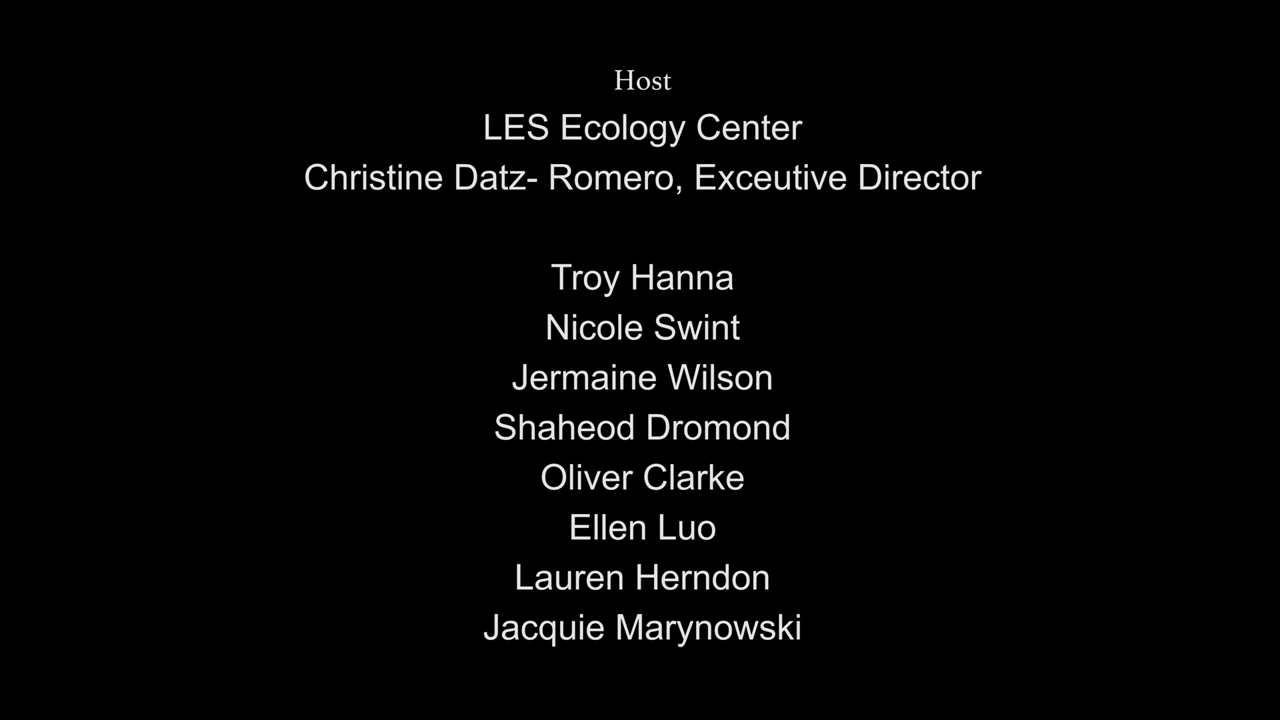 Host
LES Ecology Center
Christine Datz- Romero, Exceutive Director
Troy Hanna
Nicole Swint
Jermaine Wilson
Shaheod Dromond
Oliver Clarke
Ellen Luo
Lauren Herndon
Jacquie Marynowski